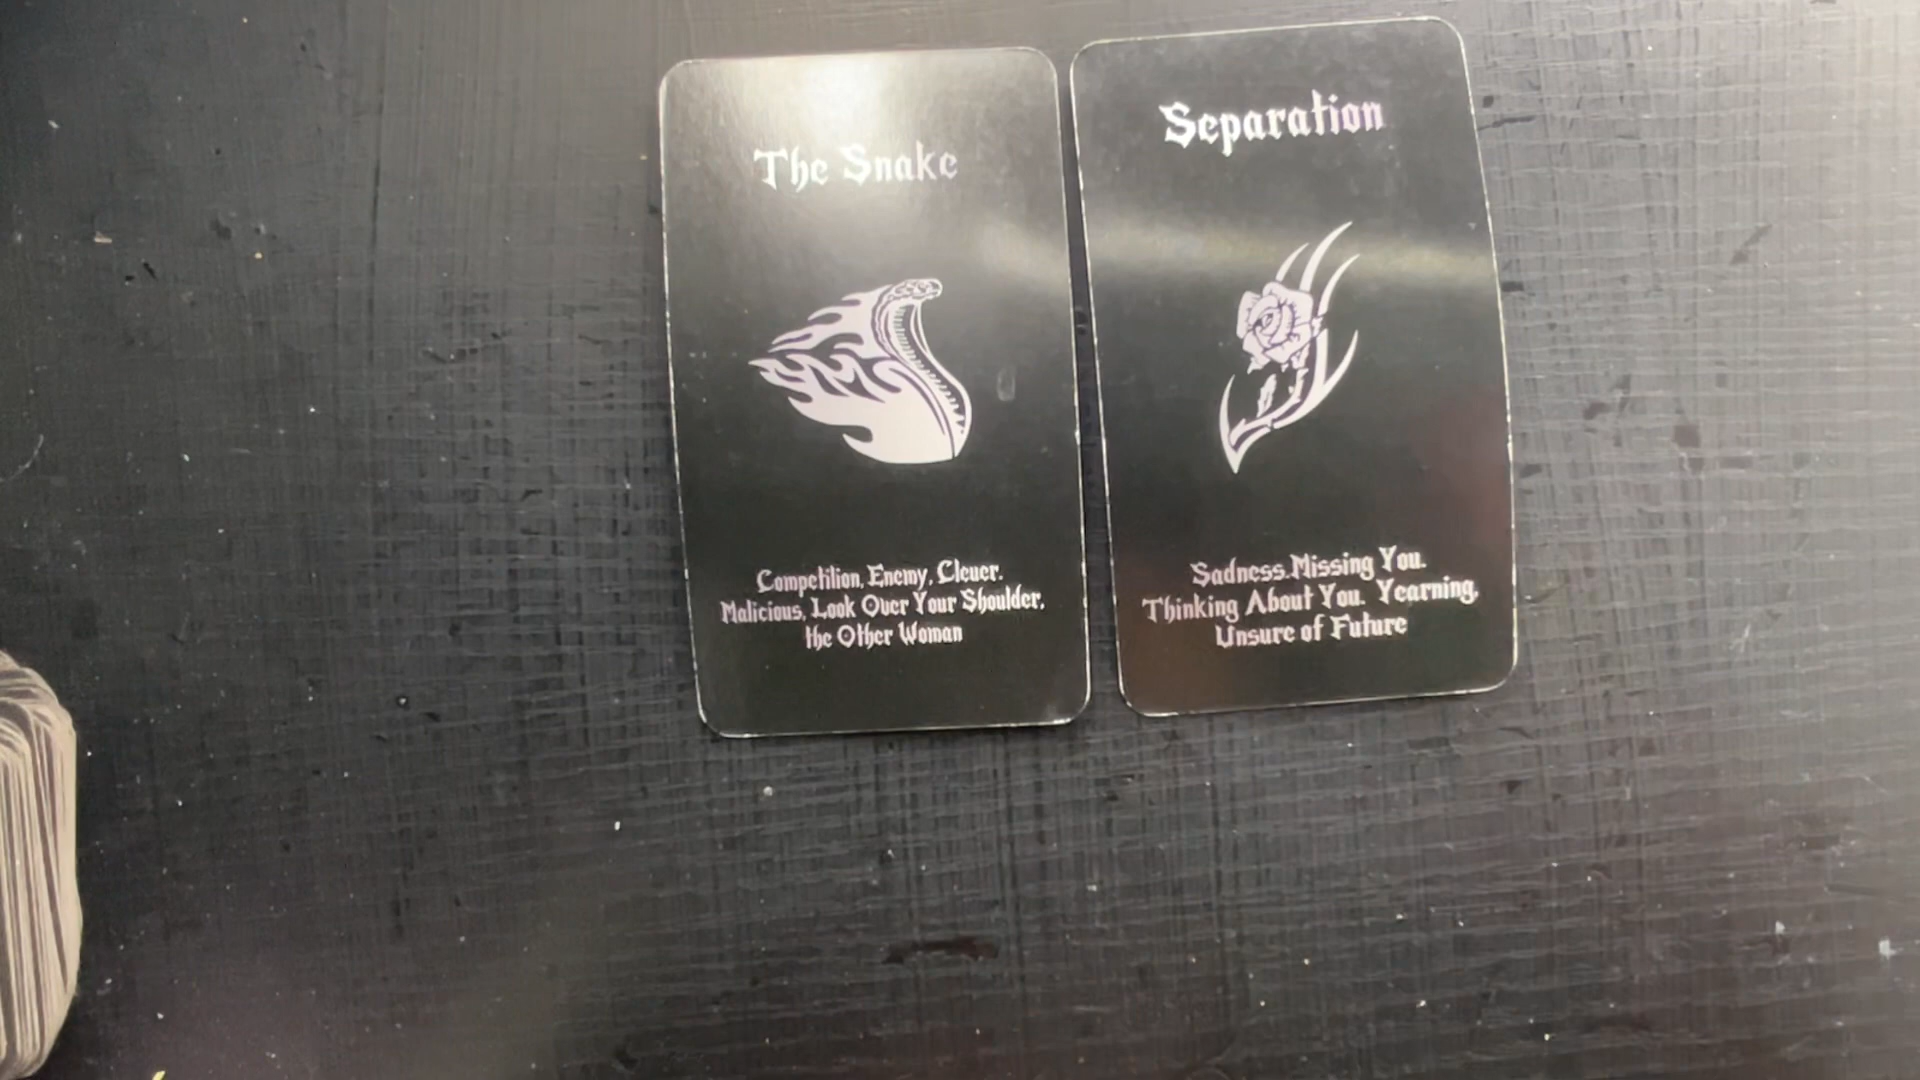 The Snake
Competition, Enemy, Clever.
Malicious, Look Over Your Shoulder,
the Other Woman
Separation
Sadness. Missing You.
Thinking About You. Yearning,
Unsure of Future